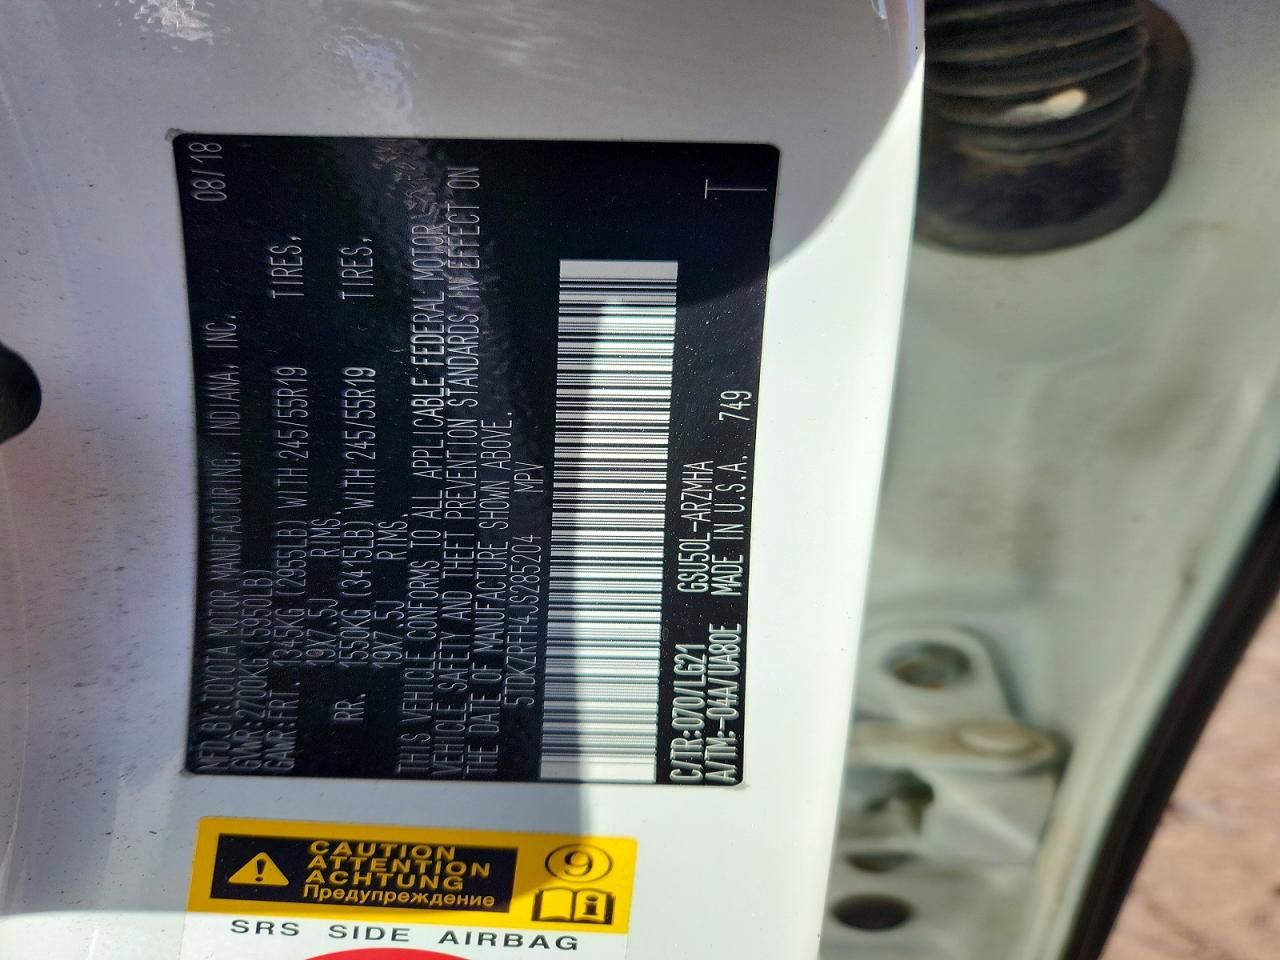 MFD.BY:TOYOTA MOTOR MANUFACTURING, INDIANA, INC. 08/18
GVWR:2700KG (5950LB)
GAWR:FRT. 1345KG (2655LB) WITH 245/55R19 TIRES,
19X7.5J RIMS.
RR. 1550KG (3415LB) WITH 245/55R19 TIRES,
19X7.5J RIMS.
THIS VEHICLE CONFORMS TO ALL APPLICABLE FEDERAL MOTOR
VEHICLE SAFETY AND THEFT PREVENTION STANDARDS IN EFFECT ON
THE DATE OF MANUFACTURE SHOWN ABOVE.
5TDKZRFH4JS285204 MPV
C/TR:070/LG21 GSU50L-ARZMHA
A/TM:-04A/UA80E MADE IN U.S.A. 749
T
CAUTION
ATTENTION
ACHTUNG
Предупреждение
9
i
SRS SIDE AIRBAG